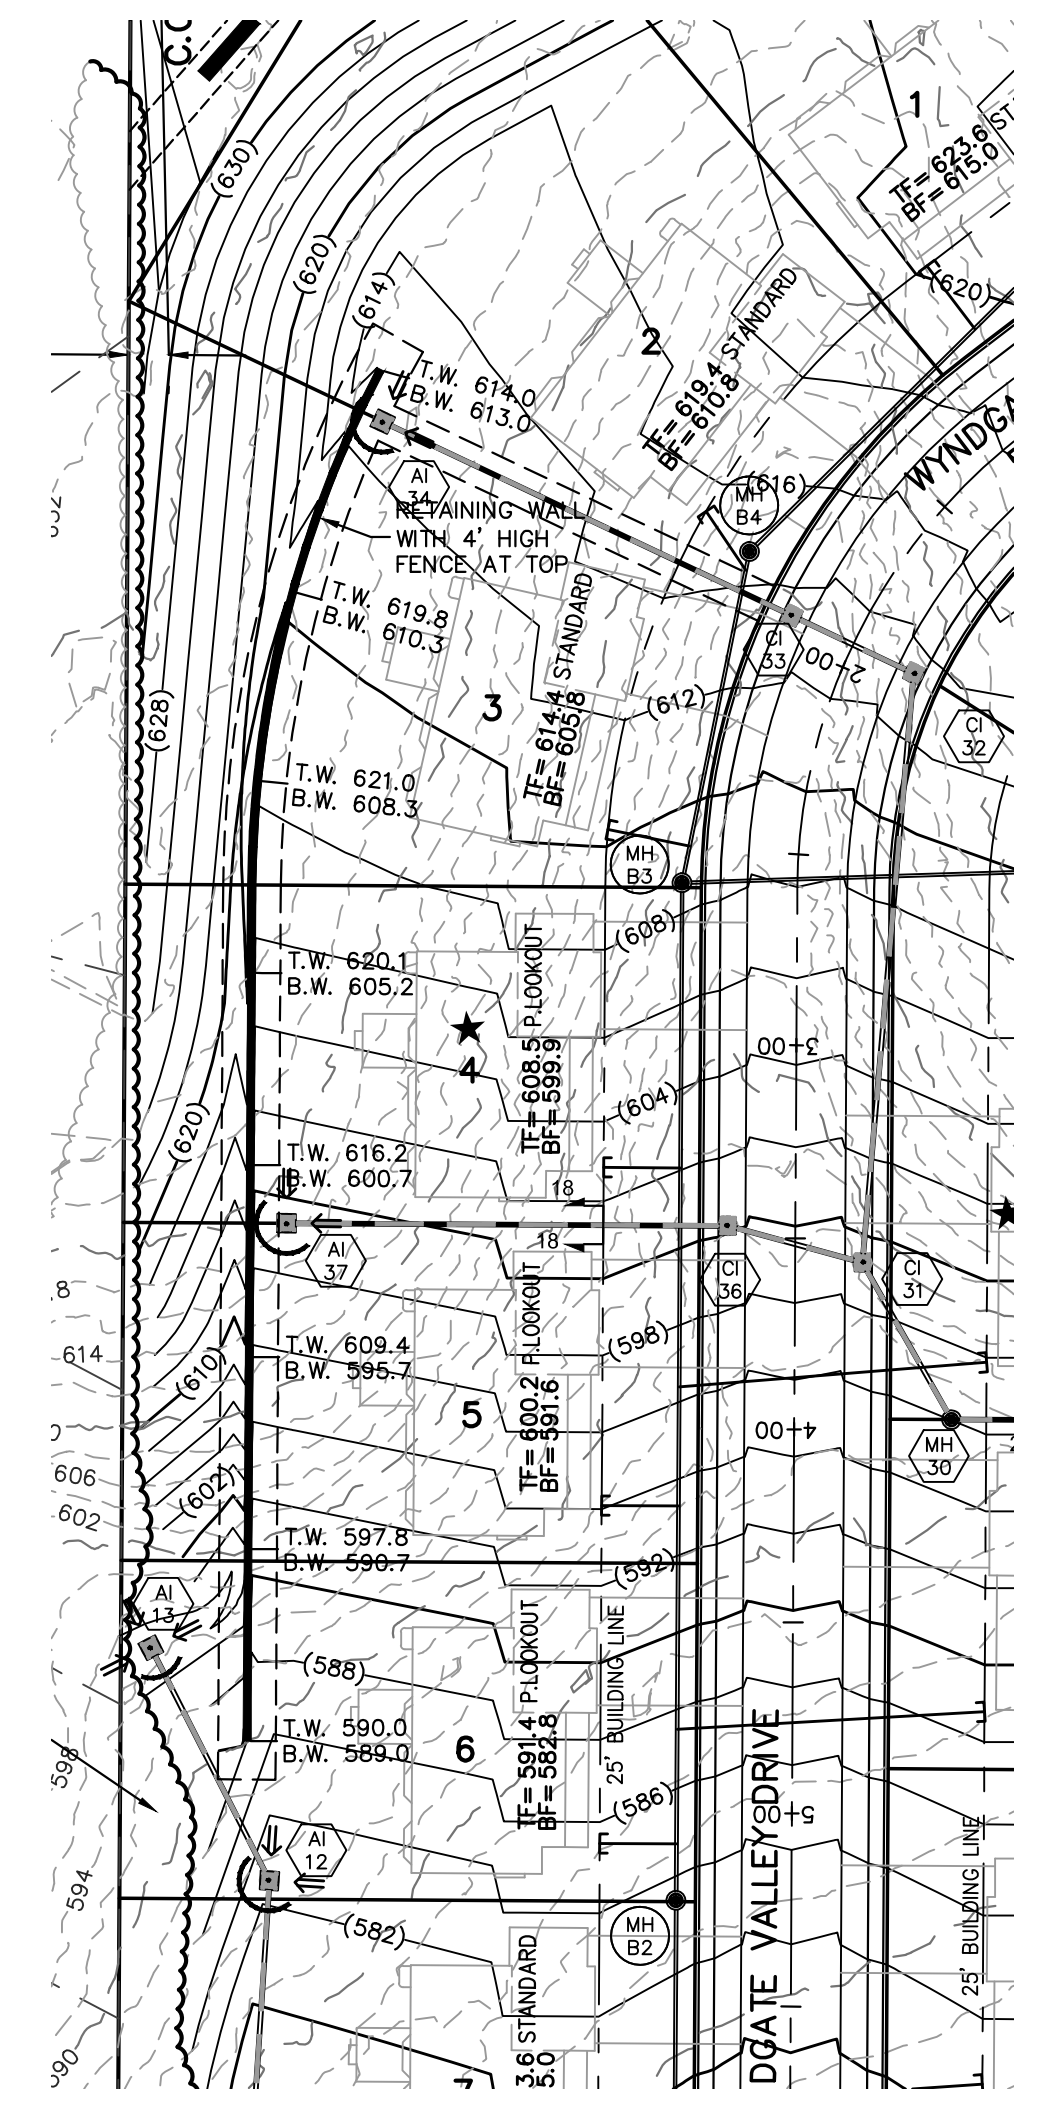 C.O
1
ST
TF= 623.6
BF= 615.0
(630)
(620)
(614)
(620)
2
STANDARD
TF= 619.4
BF= 610.8
T.W. 614.0
B.W. 613.0
WYNDGA
AI
34
(616)
MH
B4
RETAINING WALL
WITH 4' HIGH
FENCE AT TOP
T.W. 619.8
B.W. 610.3
STANDARD
TF= 614.4
BF= 605.8
CI
33
2+00
3
(612)
(628)
CI
32
T.W. 621.0
B.W. 608.3
MH
B3
(608)
T.W. 620.1
B.W. 605.2
P.LOOKOUT
4
TF= 608.5
BF= 599.9
3+00
(604)
(620)
T.W. 616.2
B.W. 600.7
18
18
AI
37
CI
36
CI
31
614
(610)
T.W. 609.4
B.W. 595.7
(598)
P.LOOKOUT
5
TF= 600.2
BF= 591.6
4+00
MH
30
606
602
(602)
T.W. 597.8
B.W. 590.7
(592)
AI
13
(588)
P.LOOKOUT
25' BUILDING LINE
T.W. 590.0
B.W. 589.0
6
TF= 591.4
BF= 582.8
598
(586)
5+00
AI
12
594
(582)
MH
B2
25' BUILDING LINE
DGATE VALLEY DRIVE
STANDARD
3.6
5.0
590
7